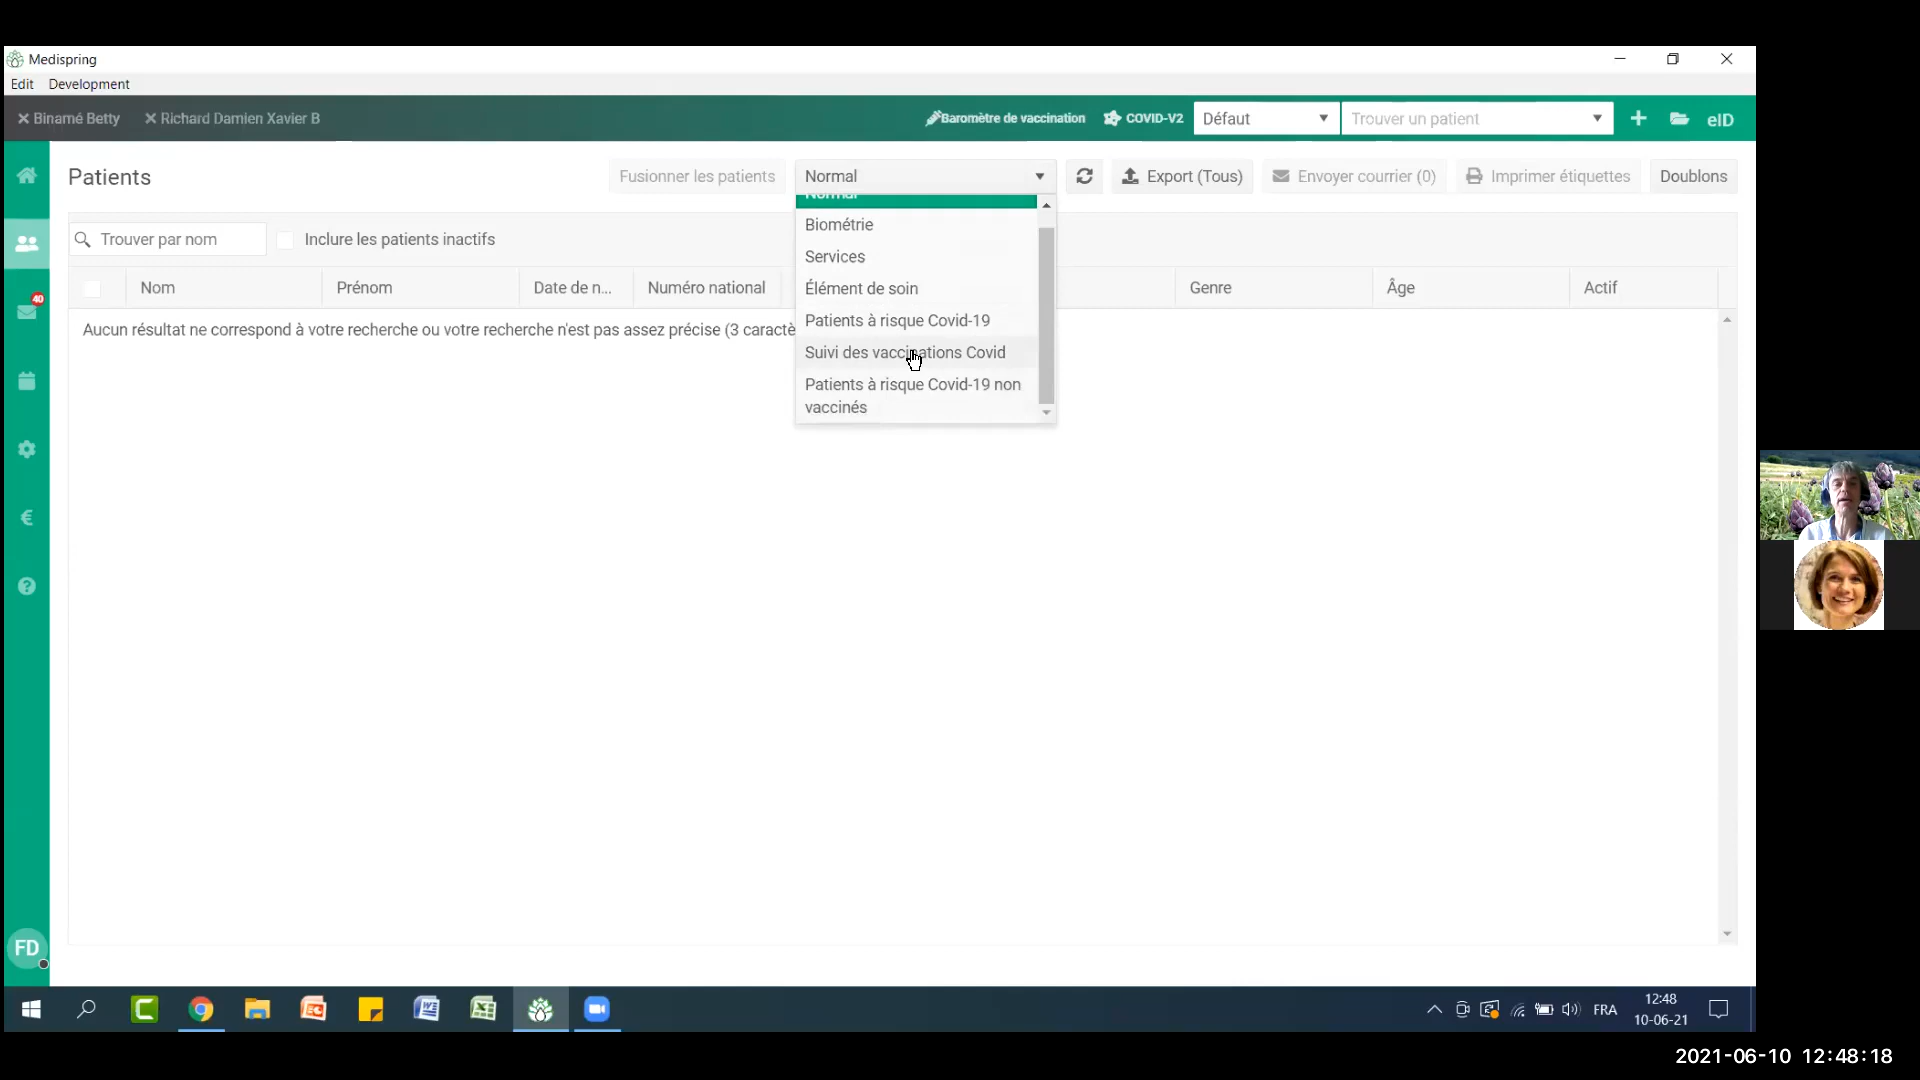 Medispring
Edit Development
Binamé Betty
Richard Damien Xavier B
Baromètre de vaccination
COVID-V2
Défaut
Trouver un patient
eID
Patients
Fusionner les patients
Normal
Export (Tous)
Envoyer courrier (0)
Imprimer étiquettes
Doublons
Normal
Biométrie
Services
Élément de soin
Patients à risque Covid-19
Suivi des vaccinations Covid
Patients à risque Covid-19 non
vaccinés
Trouver par nom
Inclure les patients inactifs
Nom
Prénom
Date de n...
Numéro national
Genre
Âge
Actif
Aucun résultat ne correspond à votre recherche ou votre recherche n'est pas assez précise (3 caractè
40
€
FD
FRA
12:48
10-06-21
2021-06-10 12:48:18